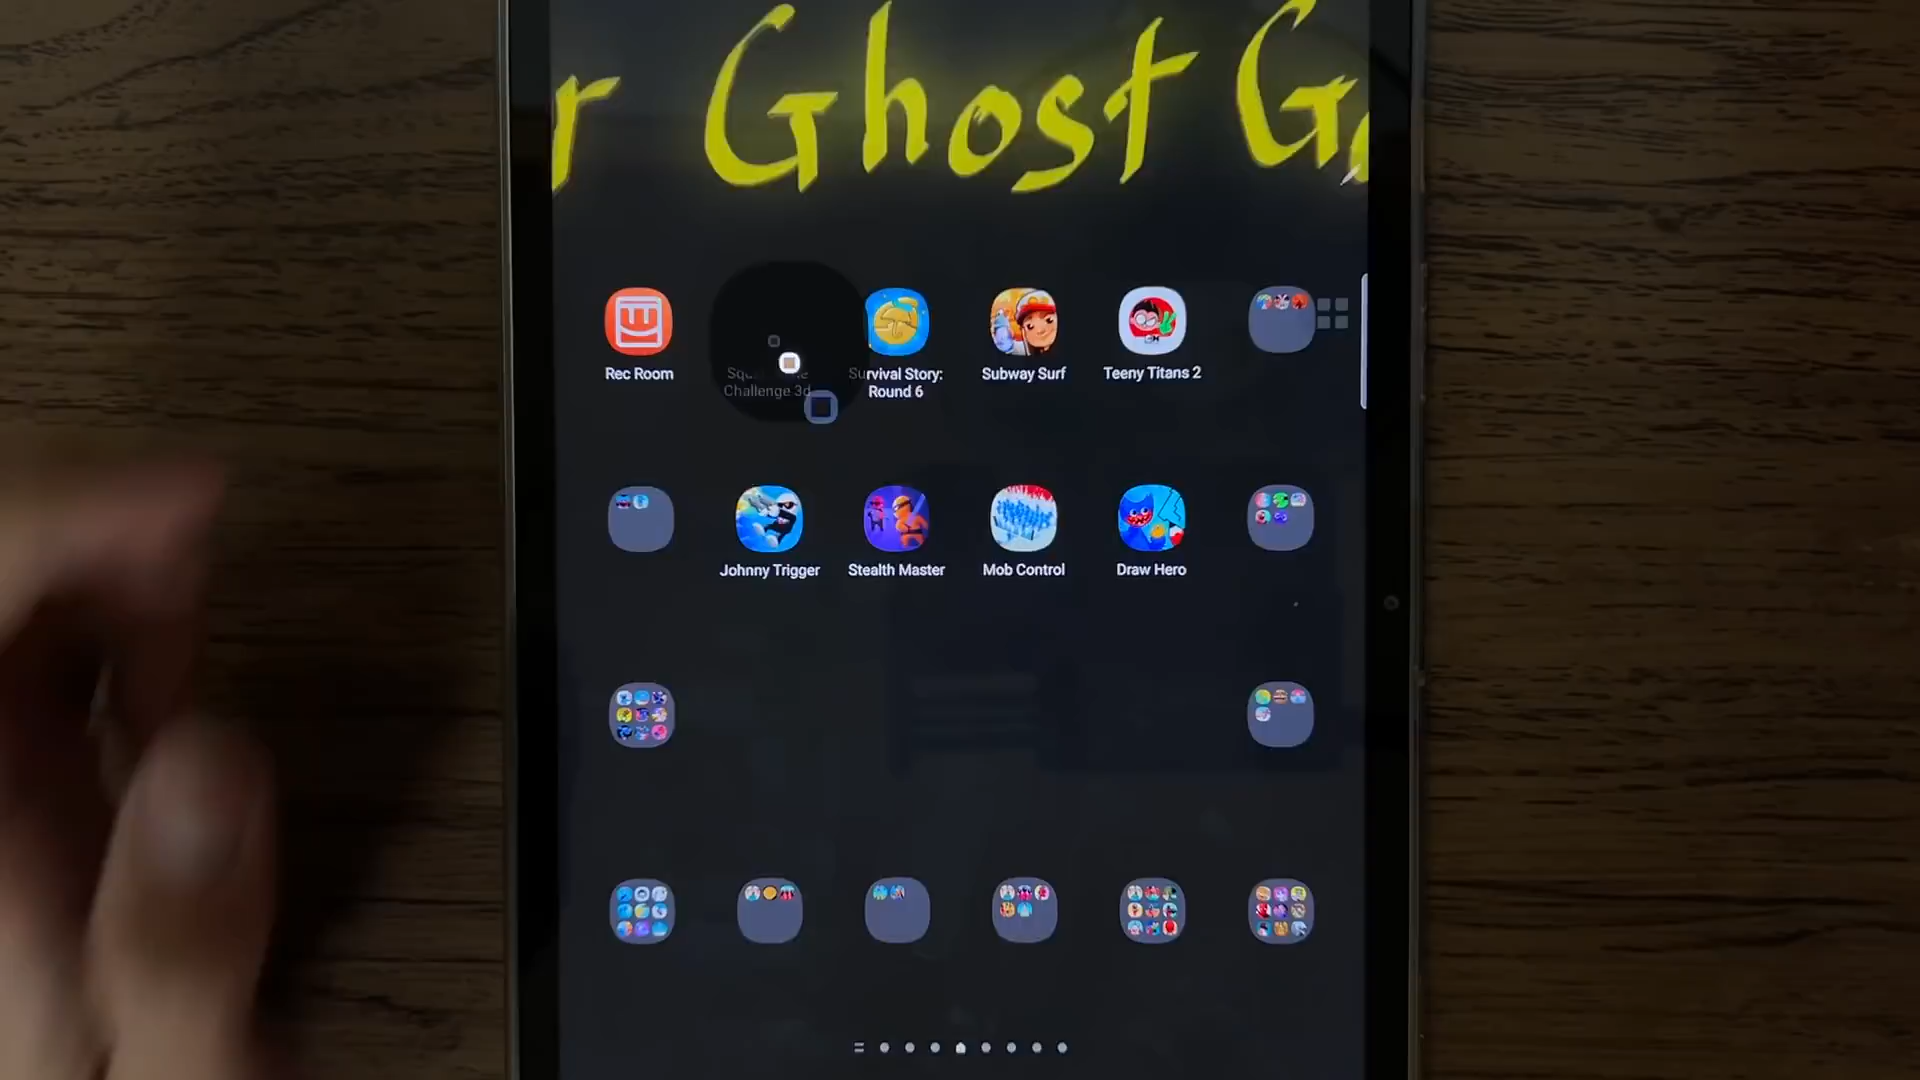 r Ghost Ga
Rec Room
Challenge 3d
Survival Story:
Round 6
Subway Surf
Teeny Titans 2
Johnny Trigger
Stealth Master
Mob Control
Draw Hero